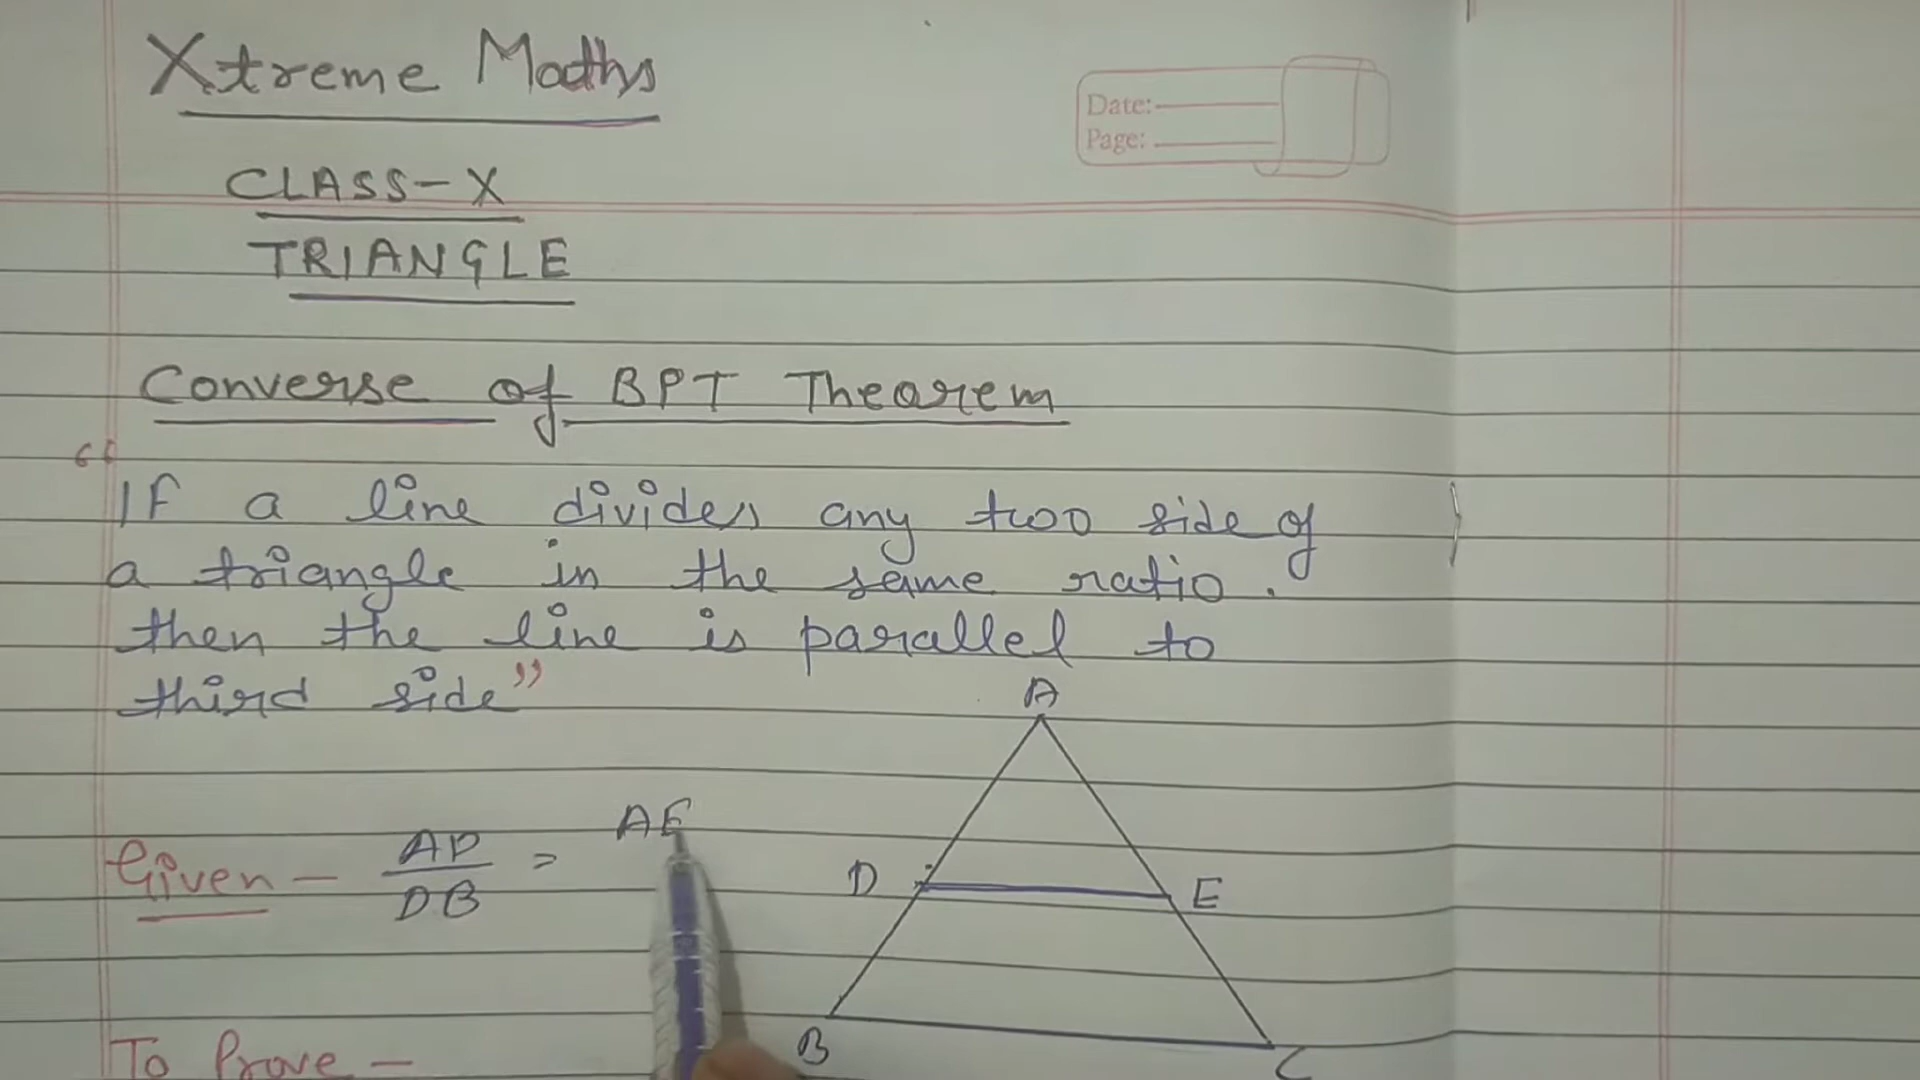 Xtreme Maths
Date:
Page:
CLASS-X
TRIANGLE
Converse of BPT Theorem
"If a line divides any two side of
a triangle in the same ratio.
then the line is parallel to
third side"
A
Given - AD/DB = AE
D
E
B
C
To Prove -